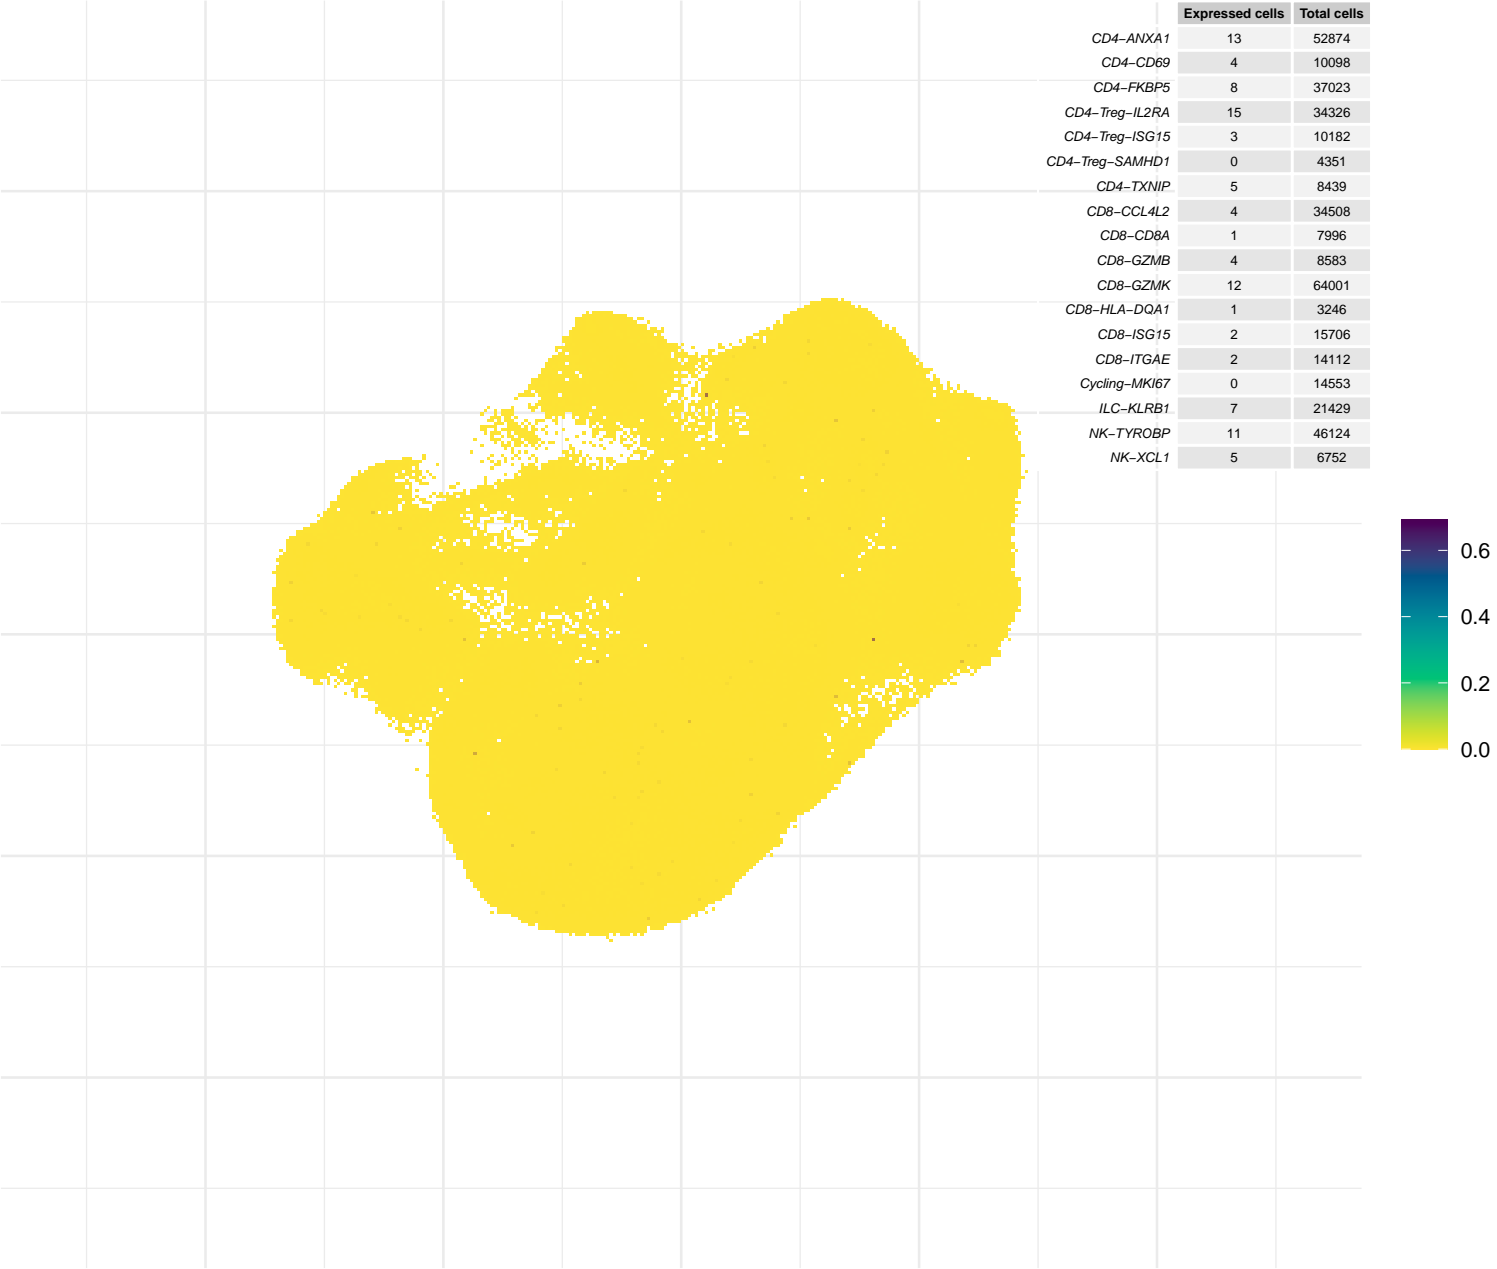 Expressed cells Total cells
CD4−ANXA1 13 52874
CD4−CD69 4 10098
CD4−FKBP5 8 37023
CD4−Treg−IL2RA 15 34326
CD4−Treg−ISG15 3 10182
CD4−Treg−SAMHD1 0 4351
CD4−TXNIP 5 8439
CD8−CCL4L2 4 34508
CD8−CD8A 1 7996
CD8−GZMB 4 8583
CD8−GZMK 12 64001
CD8−HLA−DQA1 1 3246
CD8−ISG15 2 15706
CD8−ITGAE 2 14112
Cycling−MKI67 0 14553
ILC−KLRB1 7 21429
NK−TYROBP 11 46124
NK−XCL1 5 6752
0.6
0.4
0.2
0.0